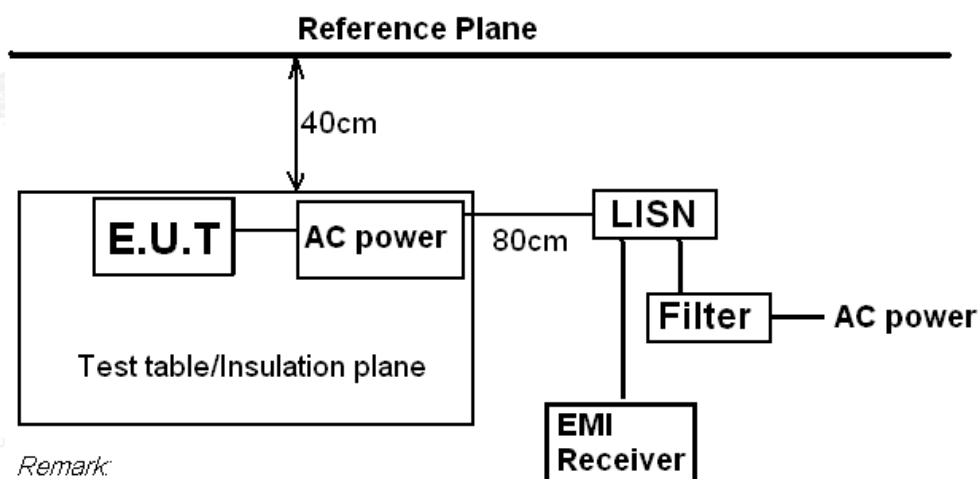 Reference Plane
40cm
E.U.T
AC power
80cm
LISN
Filter
AC power
Test table/Insulation plane
EMI
Receiver
Remark: